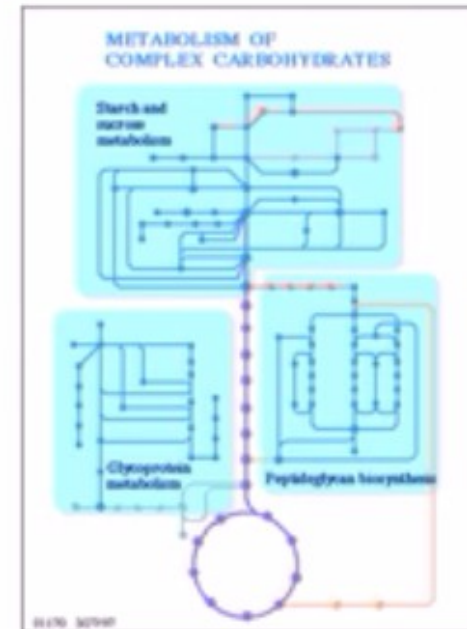 METABOLISM OF
COMPLEX CARBOHYDRATES
Starch and
sucrose
metabolism
Glycoprotein
metabolism
Peptidoglycan biosynthesis